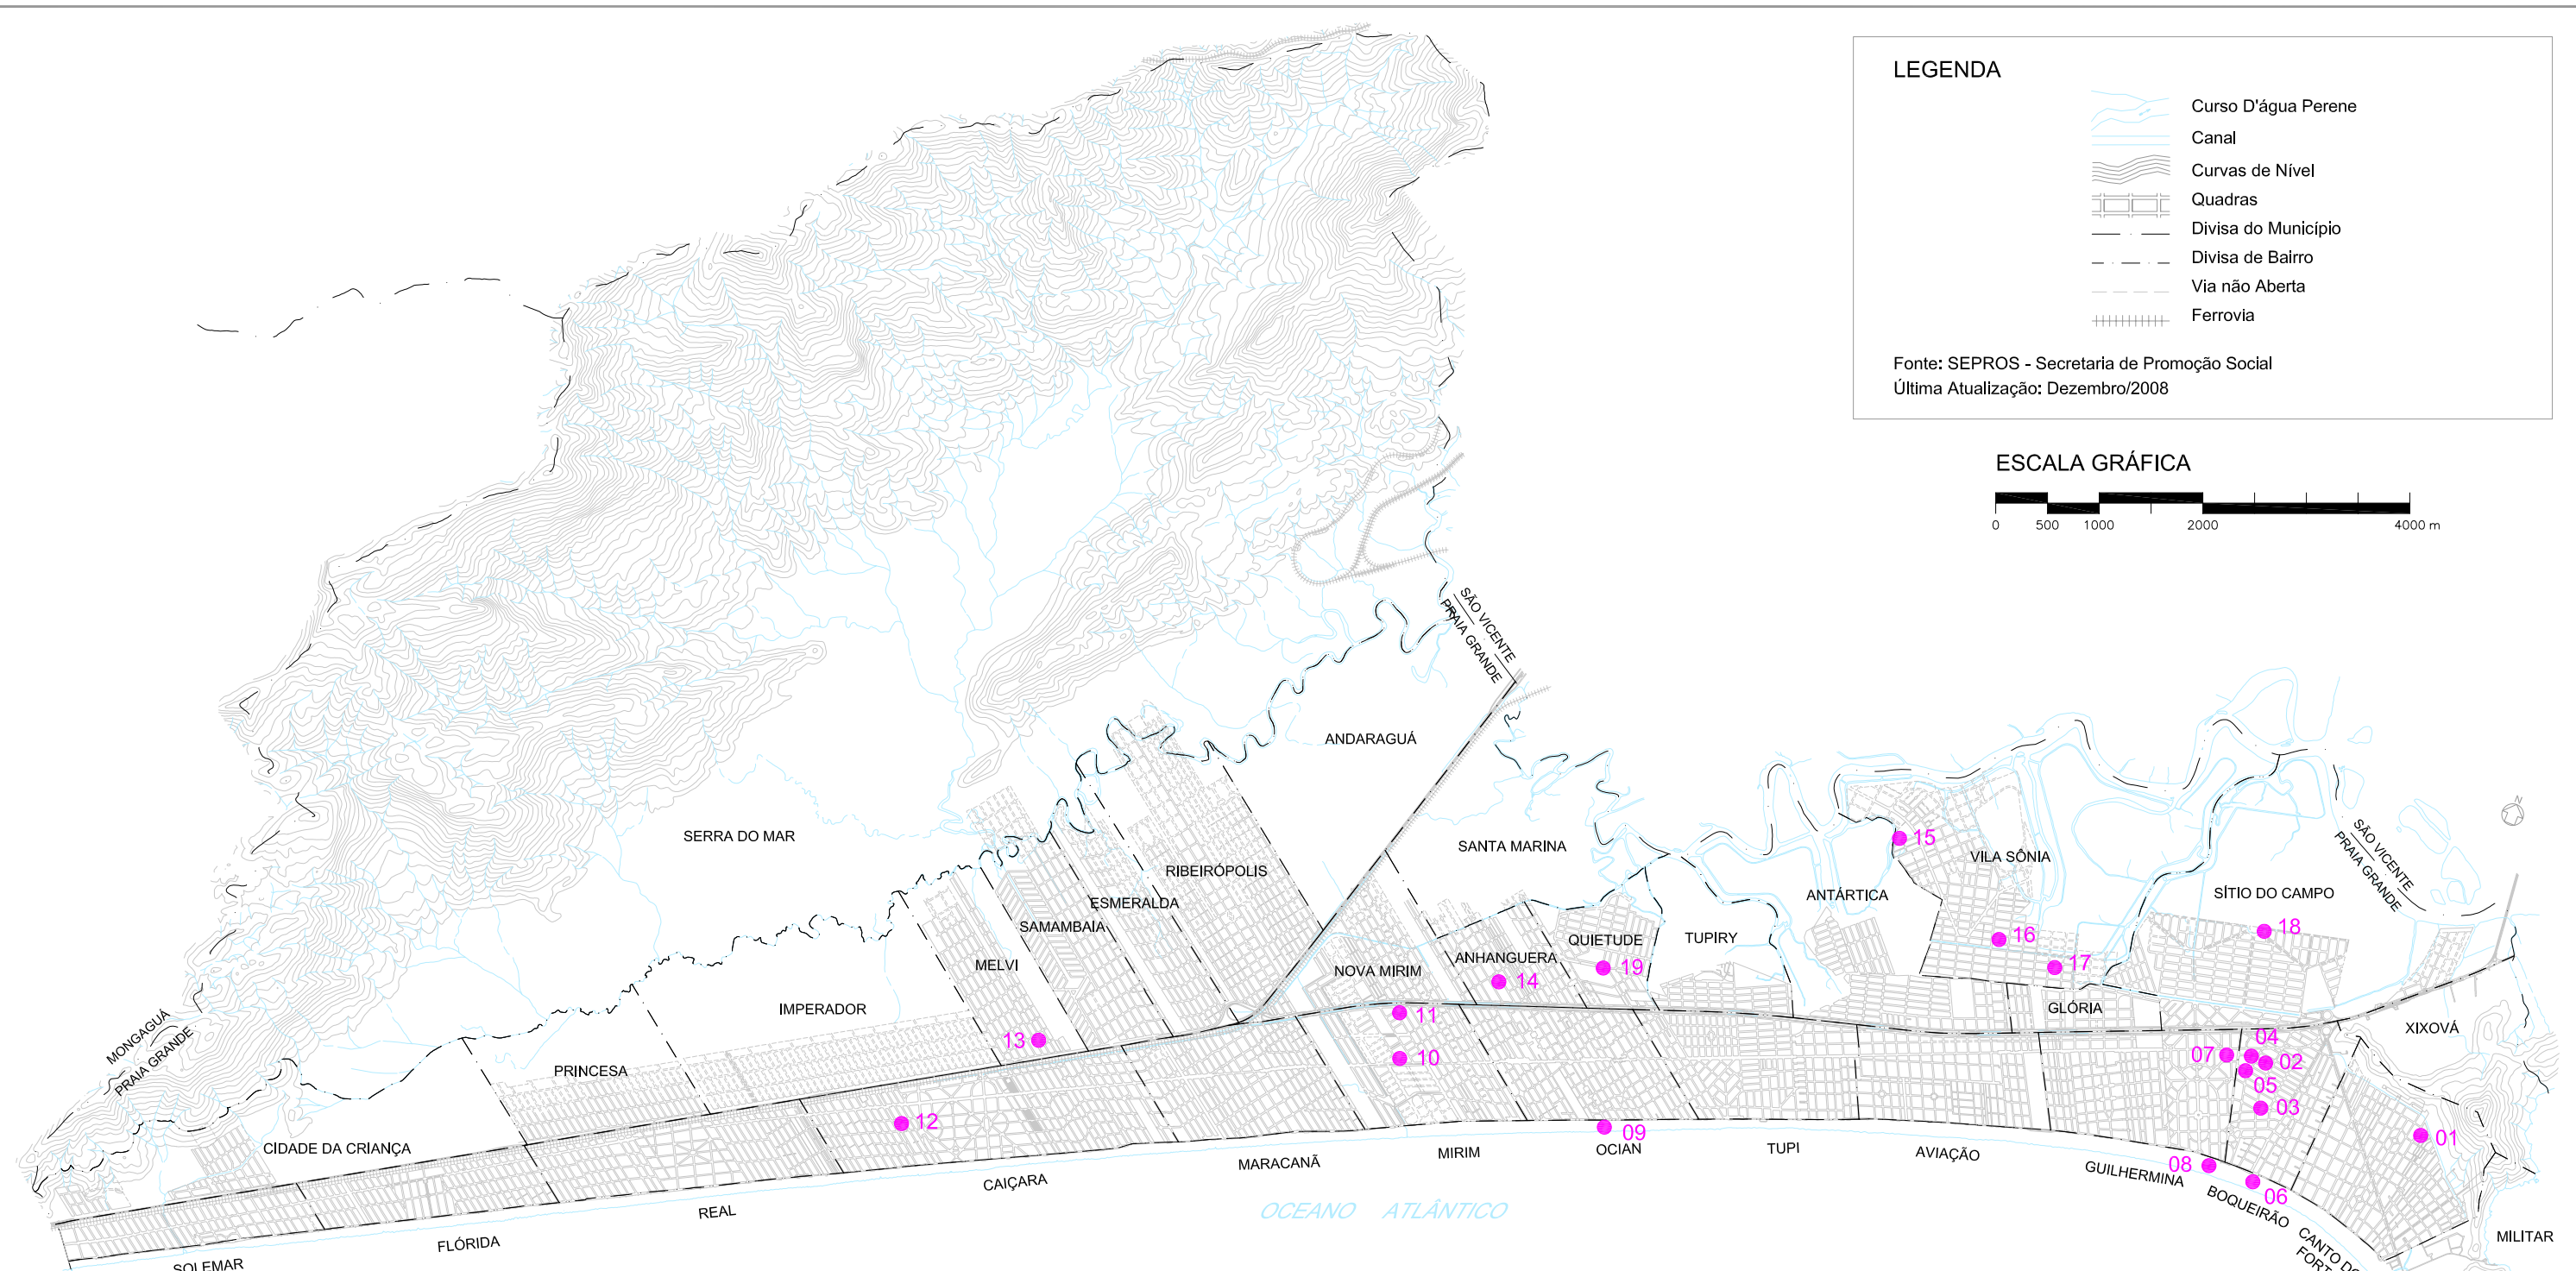 LEGENDA
Curso D'água Perene
Canal
Curvas de Nível
Quadras
Divisa do Município
Divisa de Bairro
Via não Aberta
Ferrovia
Fonte: SEPROS - Secretaria de Promoção Social
Última Atualização: Dezembro/2008
ESCALA GRÁFICA
0 500 1000 2000 4000 m
SÃO VICENTE
PRAIA GRANDE
ANDARAGUÁ
SERRA DO MAR
SANTA MARINA
15
VILA SÔNIA
SÃO VICENTE
PRAIA GRANDE
N
RIBEIRÓPOLIS
ESMERALDA
SAMAMBAIA
ANTÁRTICA
SÍTIO DO CAMPO
18
MELVI
NOVA MIRIM
ANHANGUERA
14
QUIETUDE
19
TUPIRY
16
17
GLÓRIA
XIXOVÁ
MONGAGUÁ
PRAIA GRANDE
IMPERADOR
13
11
10
PRINCESA
07
04
02
05
03
01
12
CIDADE DA CRIANÇA
09
08
06
SOLEMAR
FLÓRIDA
REAL
CAIÇARA
MARACANÃ
MIRIM
OCIAN
TUPI
AVIAÇÃO
GUILHERMINA
BOQUEIRÃO
CANTO DO
FORT
MILITAR
OCEANO ATLÂNTICO